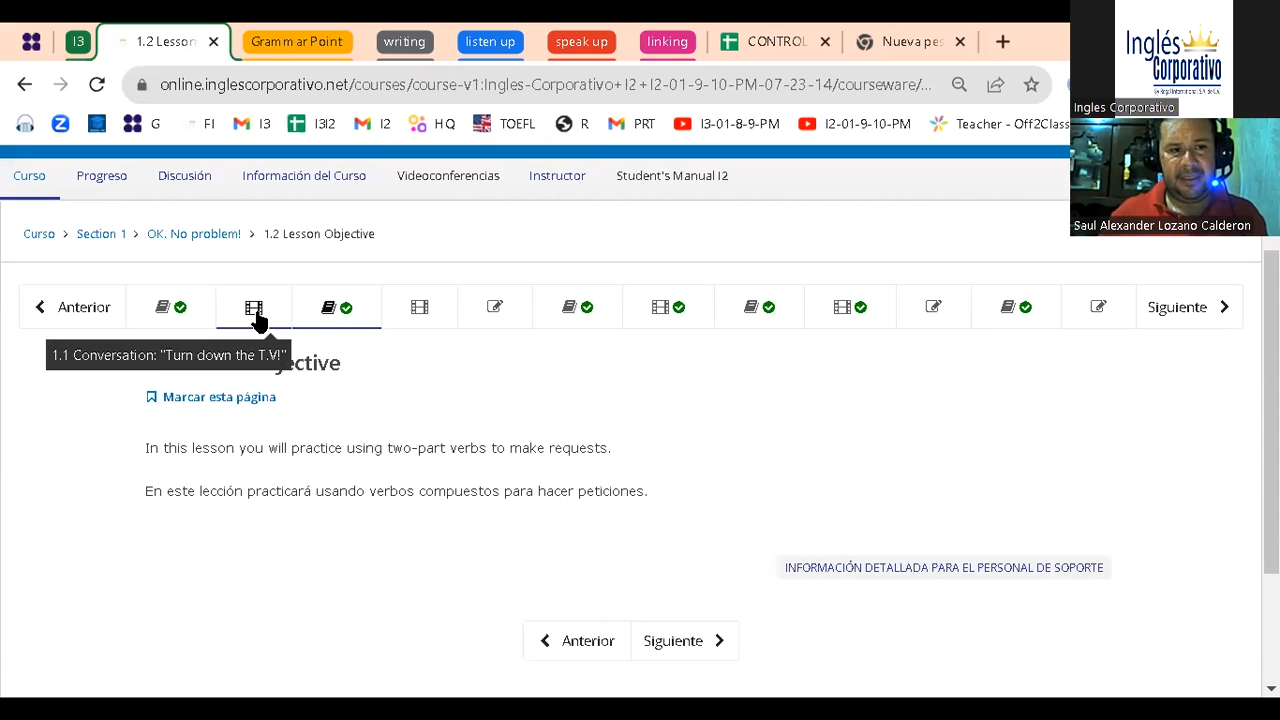 I3
1.2 Lesson
Grammar Point
writing
listen up
speak up
linking
CONTROL
Nueva pes
online.inglescorporativo.net/courses/course-v1:Ingles-Corporativo+I2+I2-01-9-10-PM-07-23-14/courseware/...
G
FI
I3
I3I2
I2
HQ
TOEFL
R
PRT
I3-01-8-9-PM
I2-01-9-10-PM
Teacher - Off2Class
Inglés
Corporativo
Ingles Corporativo
Saul Alexander Lozano Calderon
Curso
Progreso
Discusión
Información del Curso
Videoconferencias
Instructor
Student's Manual I2
Curso > Section 1 > OK. No problem! > 1.2 Lesson Objective
Anterior
Siguiente
1.1 Conversation: "Turn down the T.V!"
jective
Marcar esta página
In this lesson you will practice using two-part verbs to make requests.
En este lección practicará usando verbos compuestos para hacer peticiones.
INFORMACIÓN DETALLADA PARA EL PERSONAL DE SOPORTE
Anterior
Siguiente